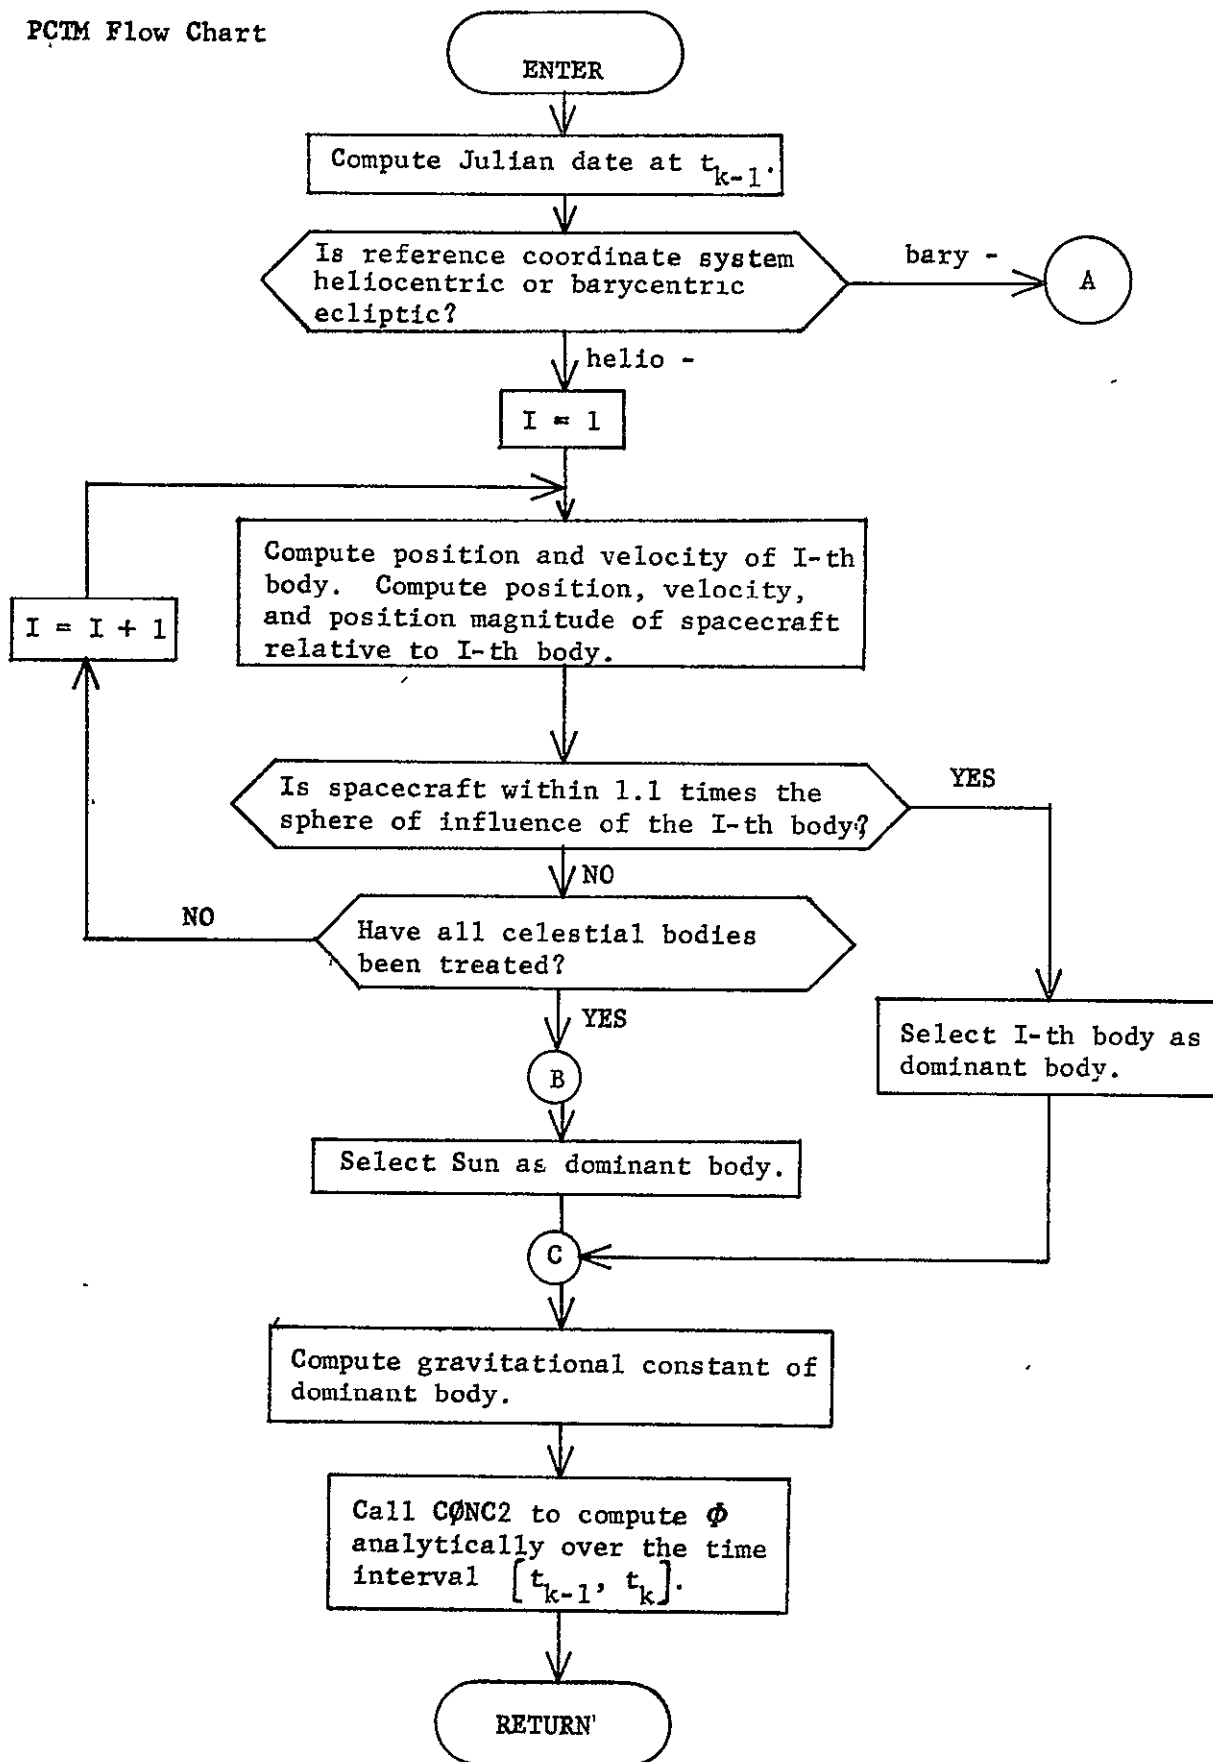 PCTM Flow Chart
ENTER
Compute Julian date at t_{k-1}.
Is reference coordinate system
heliocentric or barycentric
ecliptic?
bary -
A
helio -
I = 1
Compute position and velocity of I-th
body. Compute position, velocity,
and position magnitude of spacecraft
relative to I-th body.
I = I + 1
Is spacecraft within 1.1 times the
sphere of influence of the I-th body?
YES
NO
NO
Have all celestial bodies
been treated?
YES
Select I-th body as
dominant body.
B
Select Sun as dominant body.
C
Compute gravitational constant of
dominant body.
Call CØNC2 to compute Φ
analytically over the time
interval [t_{k-1}, t_k].
RETURN